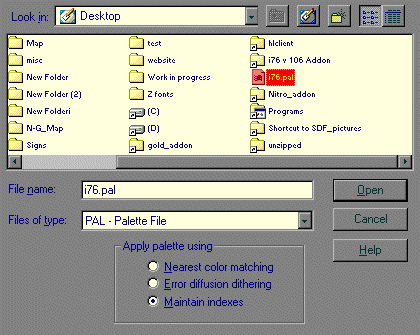 Look in: Desktop
Map test hlclient
misc website i76 v 106 Addon
New Folder Work in progress i76.pal
New Folder (2) Z fonts Nitro_addon
New Folderi (C) Programs
N-G_Map (D) Shortcut to SDF_pictures
Signs gold_addon unzipped
File name: i76.pal Open
Files of type: PAL - Palette File Cancel
Help
Apply palette using
Nearest color matching
Error diffusion dithering
Maintain indexes